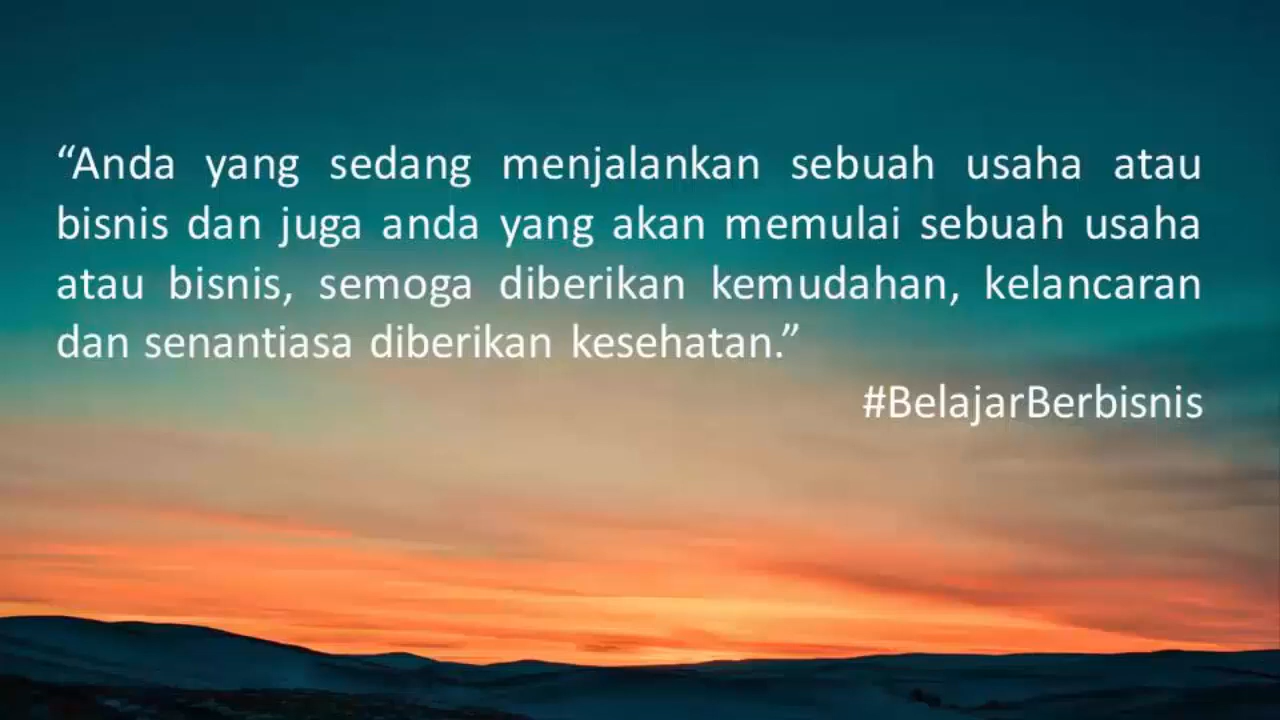 “Anda yang sedang menjalankan sebuah usaha atau
bisnis dan juga anda yang akan memulai sebuah usaha
atau bisnis, semoga diberikan kemudahan, kelancaran
dan senantiasa diberikan kesehatan.”
#BelajarBerbisnis